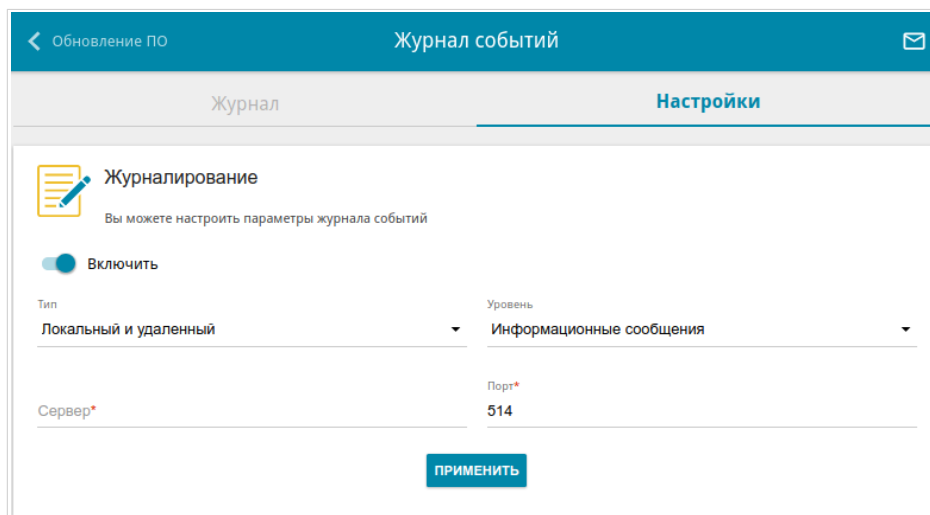 Обновление ПО
Журнал событий
Журнал
Настройки
Журналирование
Вы можете настроить параметры журнала событий
Включить
Тип
Уровень
Локальный и удаленный
Информационные сообщения
Порт*
Сервер*
514
ПРИМЕНИТЬ